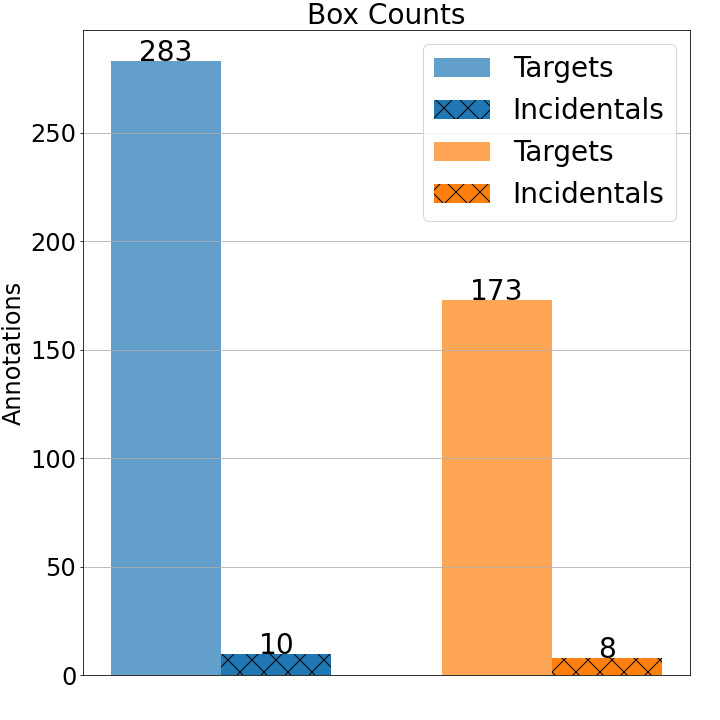 Box Counts
283
Targets
Incidentals
Targets
Incidentals
250
200
173
150
Annotations
100
50
10
8
0